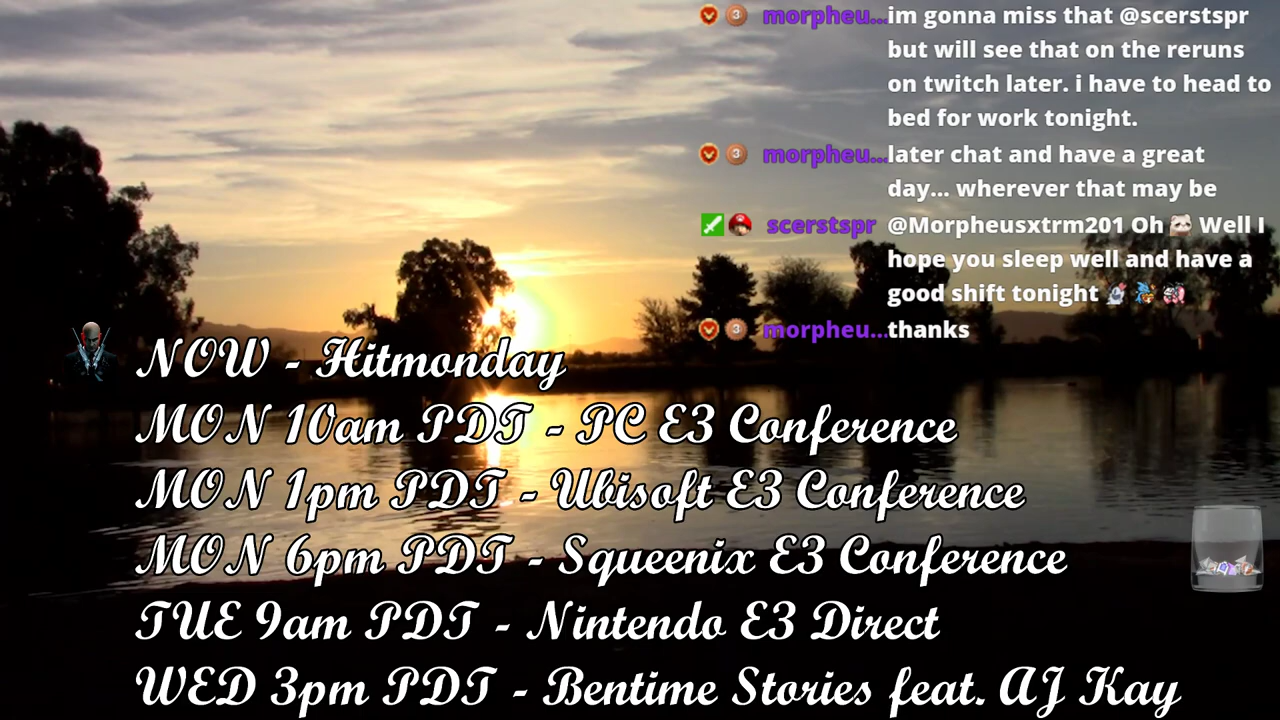 morpheu... im gonna miss that @scerstspr
but will see that on the reruns
on twitch later. i have to head to
bed for work tonight.
morpheu... later chat and have a great
day... wherever that may be
scerstspr @Morpheusxtrm201 Oh Well I
hope you sleep well and have a
good shift tonight
morpheu... thanks
NOW - Hitmonday
MON 10am PDT - PC E3 Conference
MON 1pm PDT - Ubisoft E3 Conference
MON 6pm PDT - Squeenix E3 Conference
TUE 9am PDT - Nintendo E3 Direct
WED 3pm PDT - Bentime Stories feat. AJ Kay